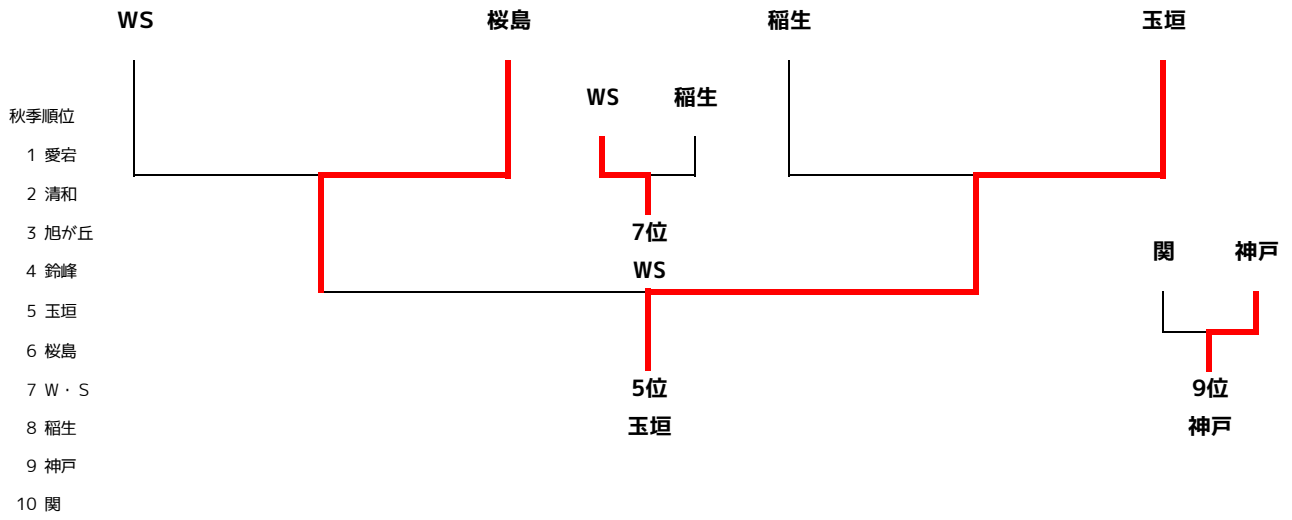 WS 桜島 稲生 玉垣
WS 稲生
秋季順位
1 愛宕
2 清和
3 旭が丘
7位
関 神戸
4 鈴峰
WS
5 玉垣
6 桜島
7 W・S
5位
9位
8 稲生
玉垣
神戸
9 神戸
10 関